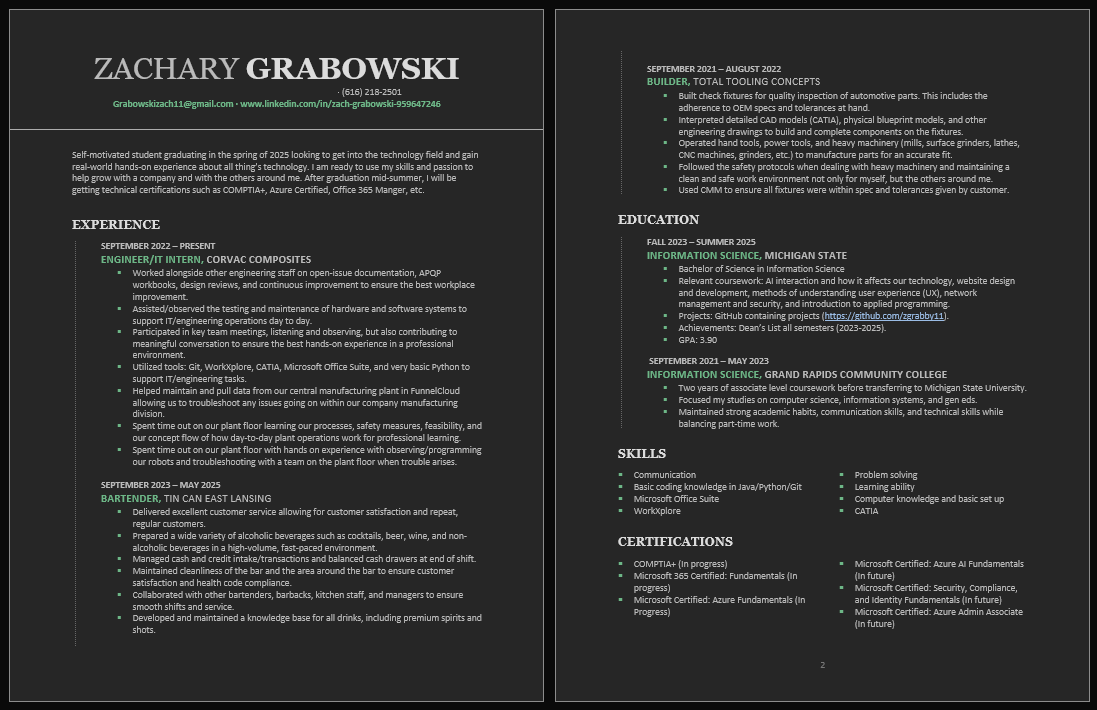 ZACHARY GRABOWSKI
· (616) 218-2501
Grabowskizach11@gmail.com · www.linkedin.com/in/zach-grabowski-959647246
Self-motivated student graduating in the spring of 2025 looking to get into the technology field and gain
real-world hands-on experience about all thing's technology. I am ready to use my skills and passion to
help grow with a company and with the others around me. After graduation mid-summer, I will be
getting technical certifications such as COMPTIA+, Azure Certified, Office 365 Manger, etc.
EXPERIENCE
SEPTEMBER 2022 – PRESENT
ENGINEER/IT INTERN, CORVAC COMPOSITES
▪ Worked alongside other engineering staff on open-issue documentation, APQP
workbooks, design reviews, and continuous improvement to ensure the best workplace
improvement.
▪ Assisted/observed the testing and maintenance of hardware and software systems to
support IT/engineering operations day to day.
▪ Participated in key team meetings, listening and observing, but also contributing to
meaningful conversation to ensure the best hands-on experience in a professional
environment.
▪ Utilized tools: Git, WorkXplore, CATIA, Microsoft Office Suite, and very basic Python to
support IT/engineering tasks.
▪ Helped maintain and pull data from our central manufacturing plant in FunnelCloud
allowing us to troubleshoot any issues going on within our company manufacturing
division.
▪ Spent time out on our plant floor learning our processes, safety measures, feasibility, and
our concept flow of how day-to-day plant operations work for professional learning.
▪ Spent time out on our plant floor with hands on experience with observing/programming
our robots and troubleshooting with a team on the plant floor when trouble arises.
SEPTEMBER 2023 – MAY 2025
BARTENDER, TIN CAN EAST LANSING
▪ Delivered excellent customer service allowing for customer satisfaction and repeat,
regular customers.
▪ Prepared a wide variety of alcoholic beverages such as cocktails, beer, wine, and non-
alcoholic beverages in a high-volume, fast-paced environment.
▪ Managed cash and credit intake/transactions and balanced cash drawers at end of shift.
▪ Maintained cleanliness of the bar and the area around the bar to ensure customer
satisfaction and health code compliance.
▪ Collaborated with other bartenders, barbacks, kitchen staff, and managers to ensure
smooth shifts and service.
▪ Developed and maintained a knowledge base for all drinks, including premium spirits and
shots.
SEPTEMBER 2021 – AUGUST 2022
BUILDER, TOTAL TOOLING CONCEPTS
▪ Built check fixtures for quality inspection of automotive parts. This includes the
adherence to OEM specs and tolerances at hand.
▪ Interpreted detailed CAD models (CATIA), physical blueprint models, and other
engineering drawings to build and complete components on the fixtures.
▪ Operated hand tools, power tools, and heavy machinery (mills, surface grinders, lathes,
CNC machines, grinders, etc.) to manufacture parts for an accurate fit.
▪ Followed the safety protocols when dealing with heavy machinery and maintaining a
clean and safe work environment not only for myself, but the others around me.
▪ Used CMM to ensure all fixtures were within spec and tolerances given by customer.
EDUCATION
FALL 2023 – SUMMER 2025
INFORMATION SCIENCE, MICHIGAN STATE
▪ Bachelor of Science in Information Science
▪ Relevant coursework: AI interaction and how it affects our technology, website design
and development, methods of understanding user experience (UX), network
management and security, and introduction to applied programming.
▪ Projects: GitHub containing projects (https://github.com/zgrabby11).
▪ Achievements: Dean's List all semesters (2023-2025).
▪ GPA: 3.90
SEPTEMBER 2021 – MAY 2023
INFORMATION SCIENCE, GRAND RAPIDS COMMUNITY COLLEGE
▪ Two years of associate level coursework before transferring to Michigan State University.
▪ Focused my studies on computer science, information systems, and gen eds.
▪ Maintained strong academic habits, communication skills, and technical skills while
balancing part-time work.
SKILLS
▪ Communication
▪ Basic coding knowledge in Java/Python/Git
▪ Microsoft Office Suite
▪ WorkXplore
▪ Problem solving
▪ Learning ability
▪ Computer knowledge and basic set up
▪ CATIA
CERTIFICATIONS
▪ COMPTIA+ (In progress)
▪ Microsoft 365 Certified: Fundamentals (In
progress)
▪ Microsoft Certified: Azure Fundamentals (In
Progress)
▪ Microsoft Certified: Azure AI Fundamentals
(In future)
▪ Microsoft Certified: Security, Compliance,
and Identity Fundamentals (In future)
▪ Microsoft Certified: Azure Admin Associate
(In future)
2